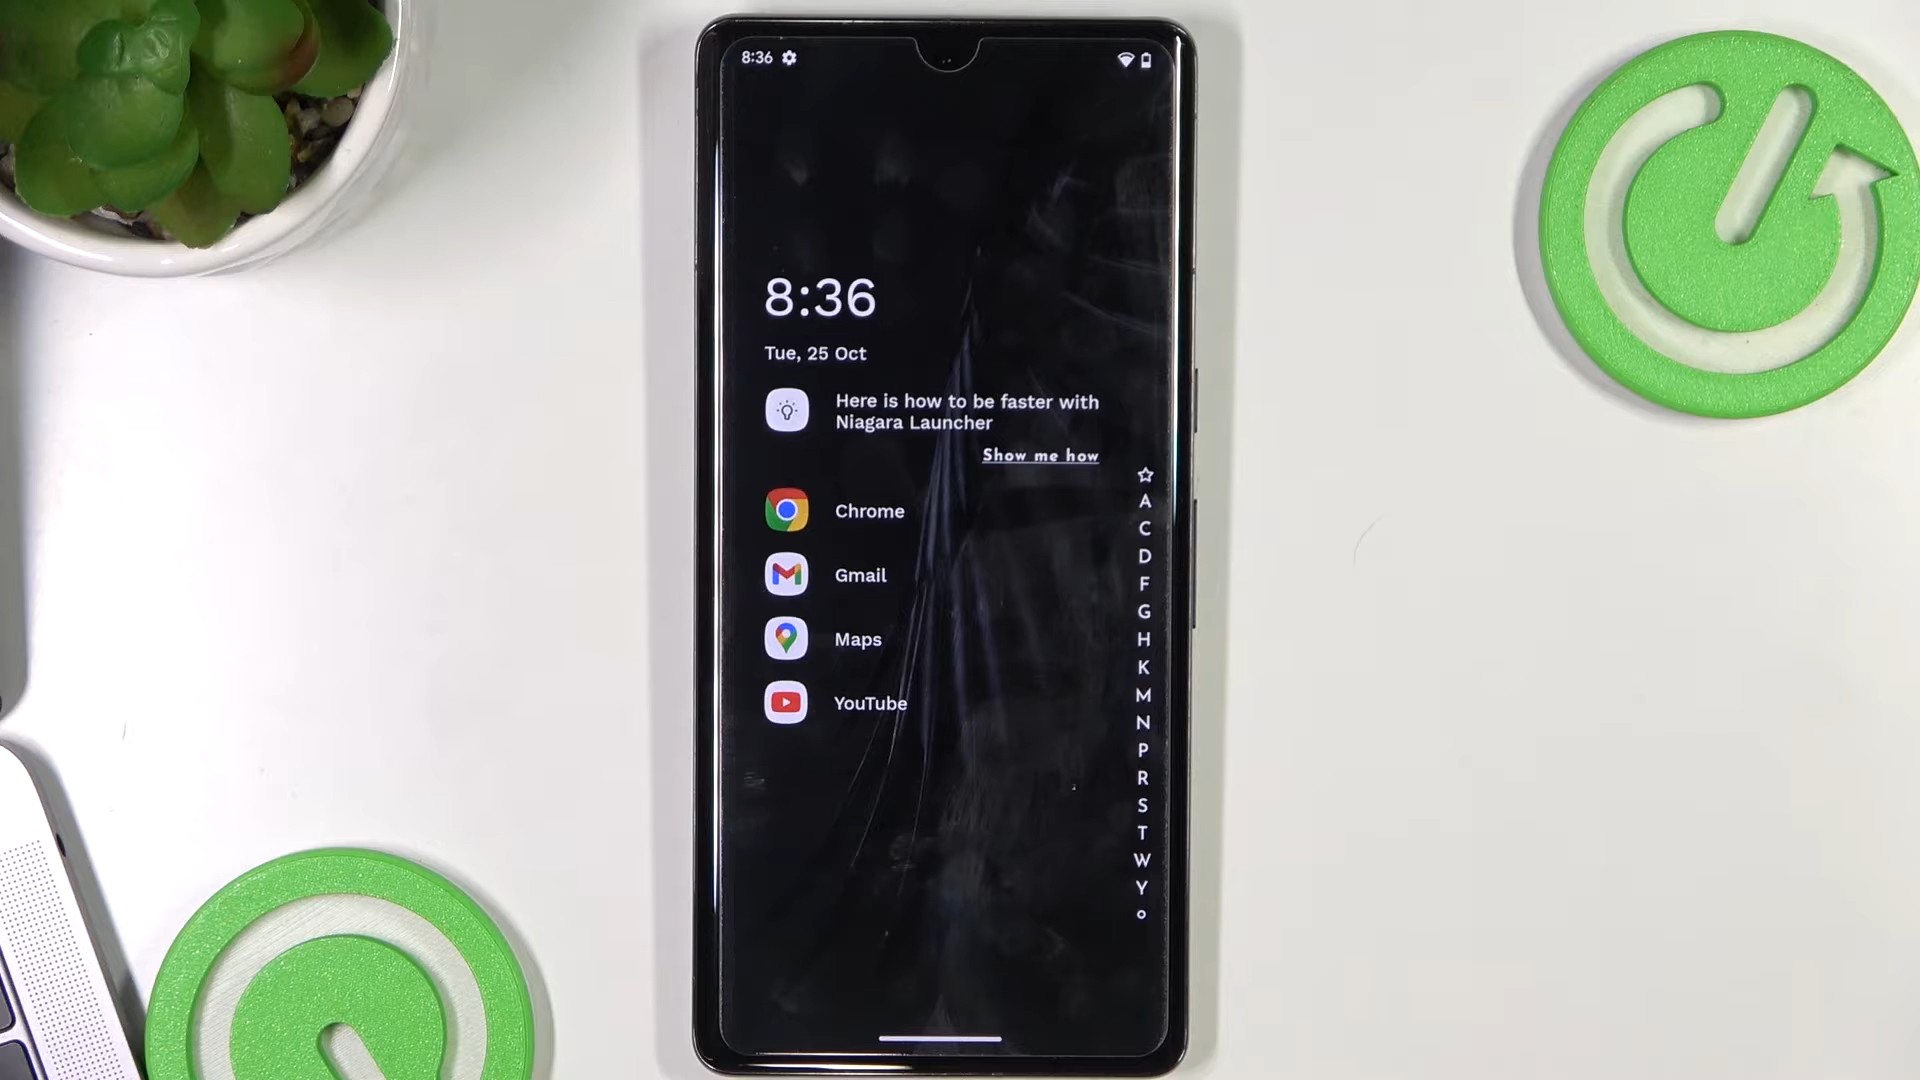 8:36
8:36
Tue, 25 Oct
Here is how to be faster with
Niagara Launcher
Show me how
Chrome
Gmail
Maps
YouTube
A
C
D
F
G
H
K
M
N
P
R
S
T
W
Y